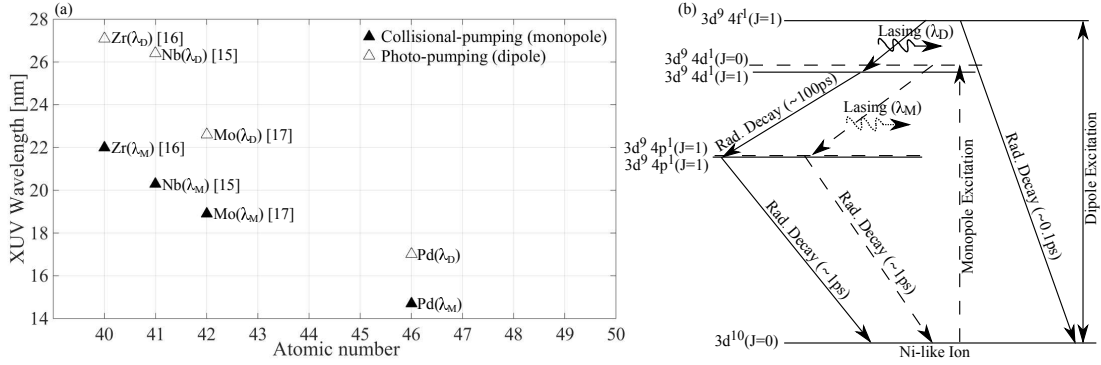 (a)
28
26
24
22
20
18
16
14
XUV Wavelength [nm]
40
41
42
43
44
45
46
47
48
49
50
Atomic number
▲ Collisional-pumping (monopole)
△ Photo-pumping (dipole)
Zr(λD) [16]
Nb(λD) [15]
Mo(λD) [17]
Zr(λM) [16]
Nb(λM) [15]
Mo(λM) [17]
Pd(λD)
Pd(λM)
(b)
3d⁹ 4f¹(J=1)
Lasing (λD)
3d⁹ 4d¹(J=0)
3d⁹ 4d¹(J=1)
Rad. Decay (~100ps)
Lasing (λM)
3d⁹ 4p¹(J=1)
3d⁹ 4p¹(J=1)
Rad. Decay (~1ps)
Rad. Decay (~1ps)
Monopole Excitation
Rad. Decay (~0.1ps)
Dipole Excitation
3d¹⁰(J=0)
Ni-like Ion